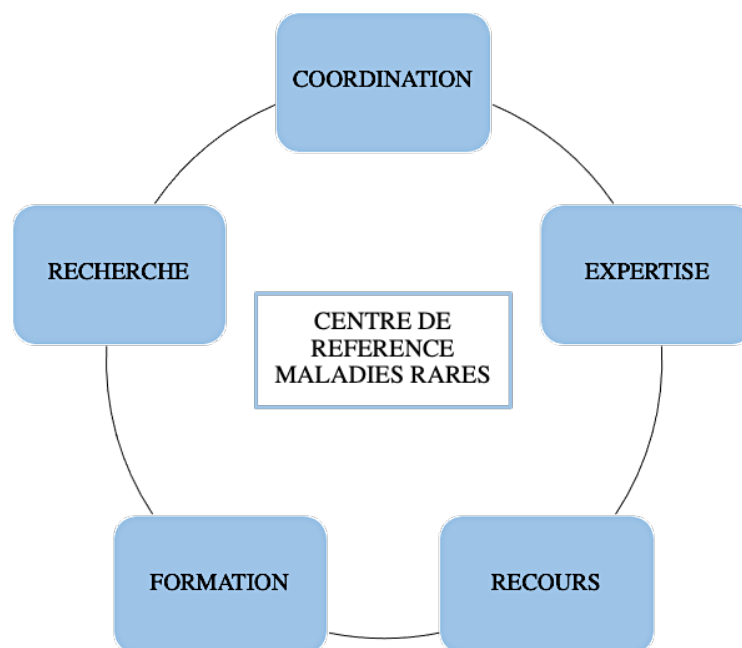 COORDINATION
RECHERCHE
EXPERTISE
CENTRE DE
REFERENCE
MALADIES RARES
FORMATION
RECOURS